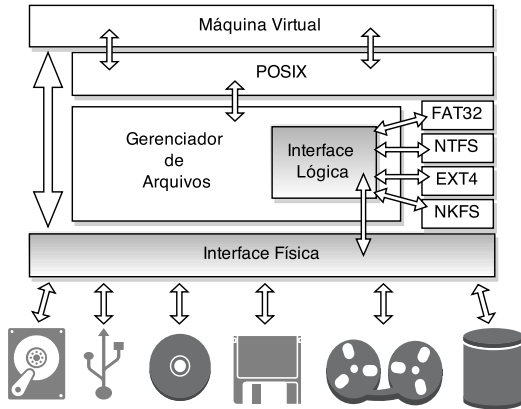 Máquina Virtual
POSIX
Gerenciador
de
Arquivos
Interface
Lógica
FAT32
NTFS
EXT4
NKFS
Interface Física